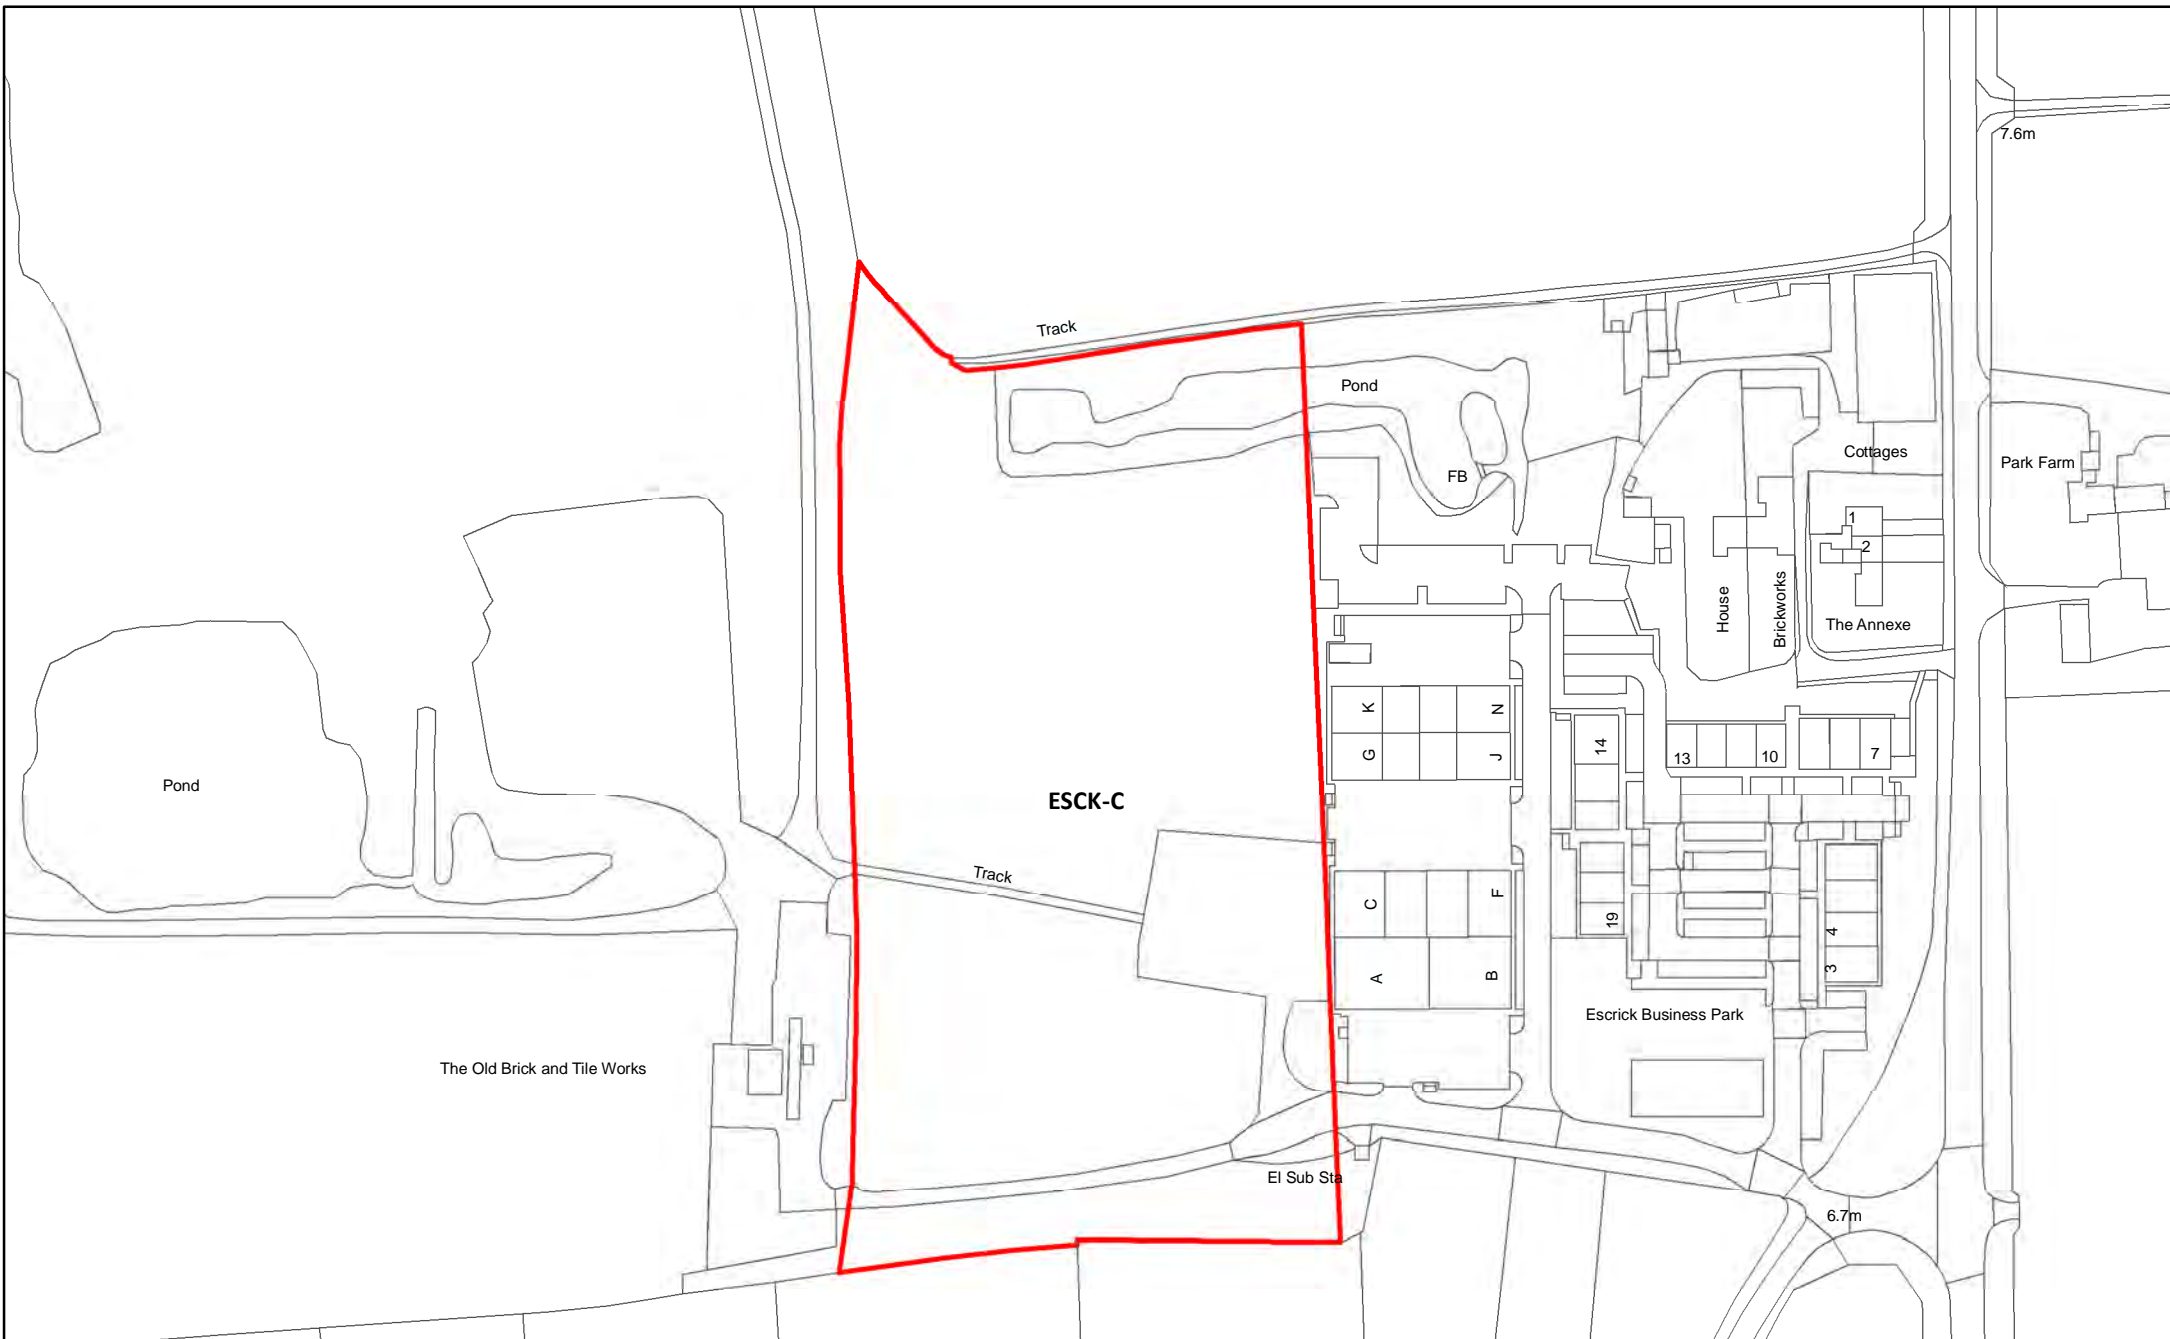 7.6m
Track
Pond
Cottages
Park Farm
FB
1
2
House
Brickworks
The Annexe
K
N
G
J
14
13
10
7
Pond
ESCK-C
Track
C
F
19
4
3
A
B
Escrick Business Park
The Old Brick and Tile Works
El Sub Sta
6.7m